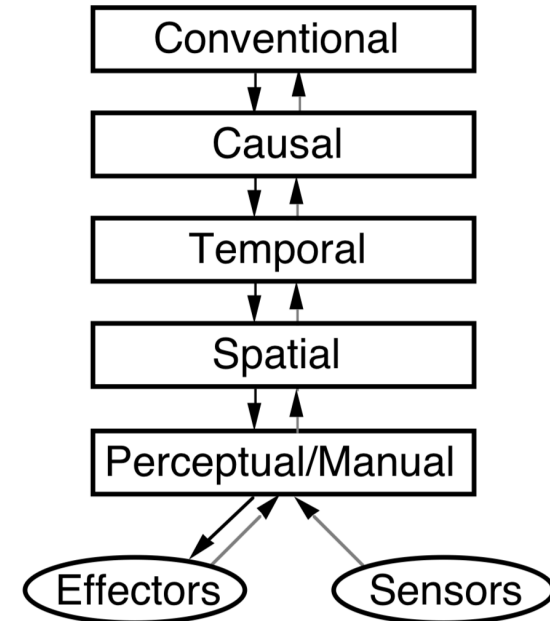 Conventional
Causal
Temporal
Spatial
Perceptual/Manual
Effectors
Sensors